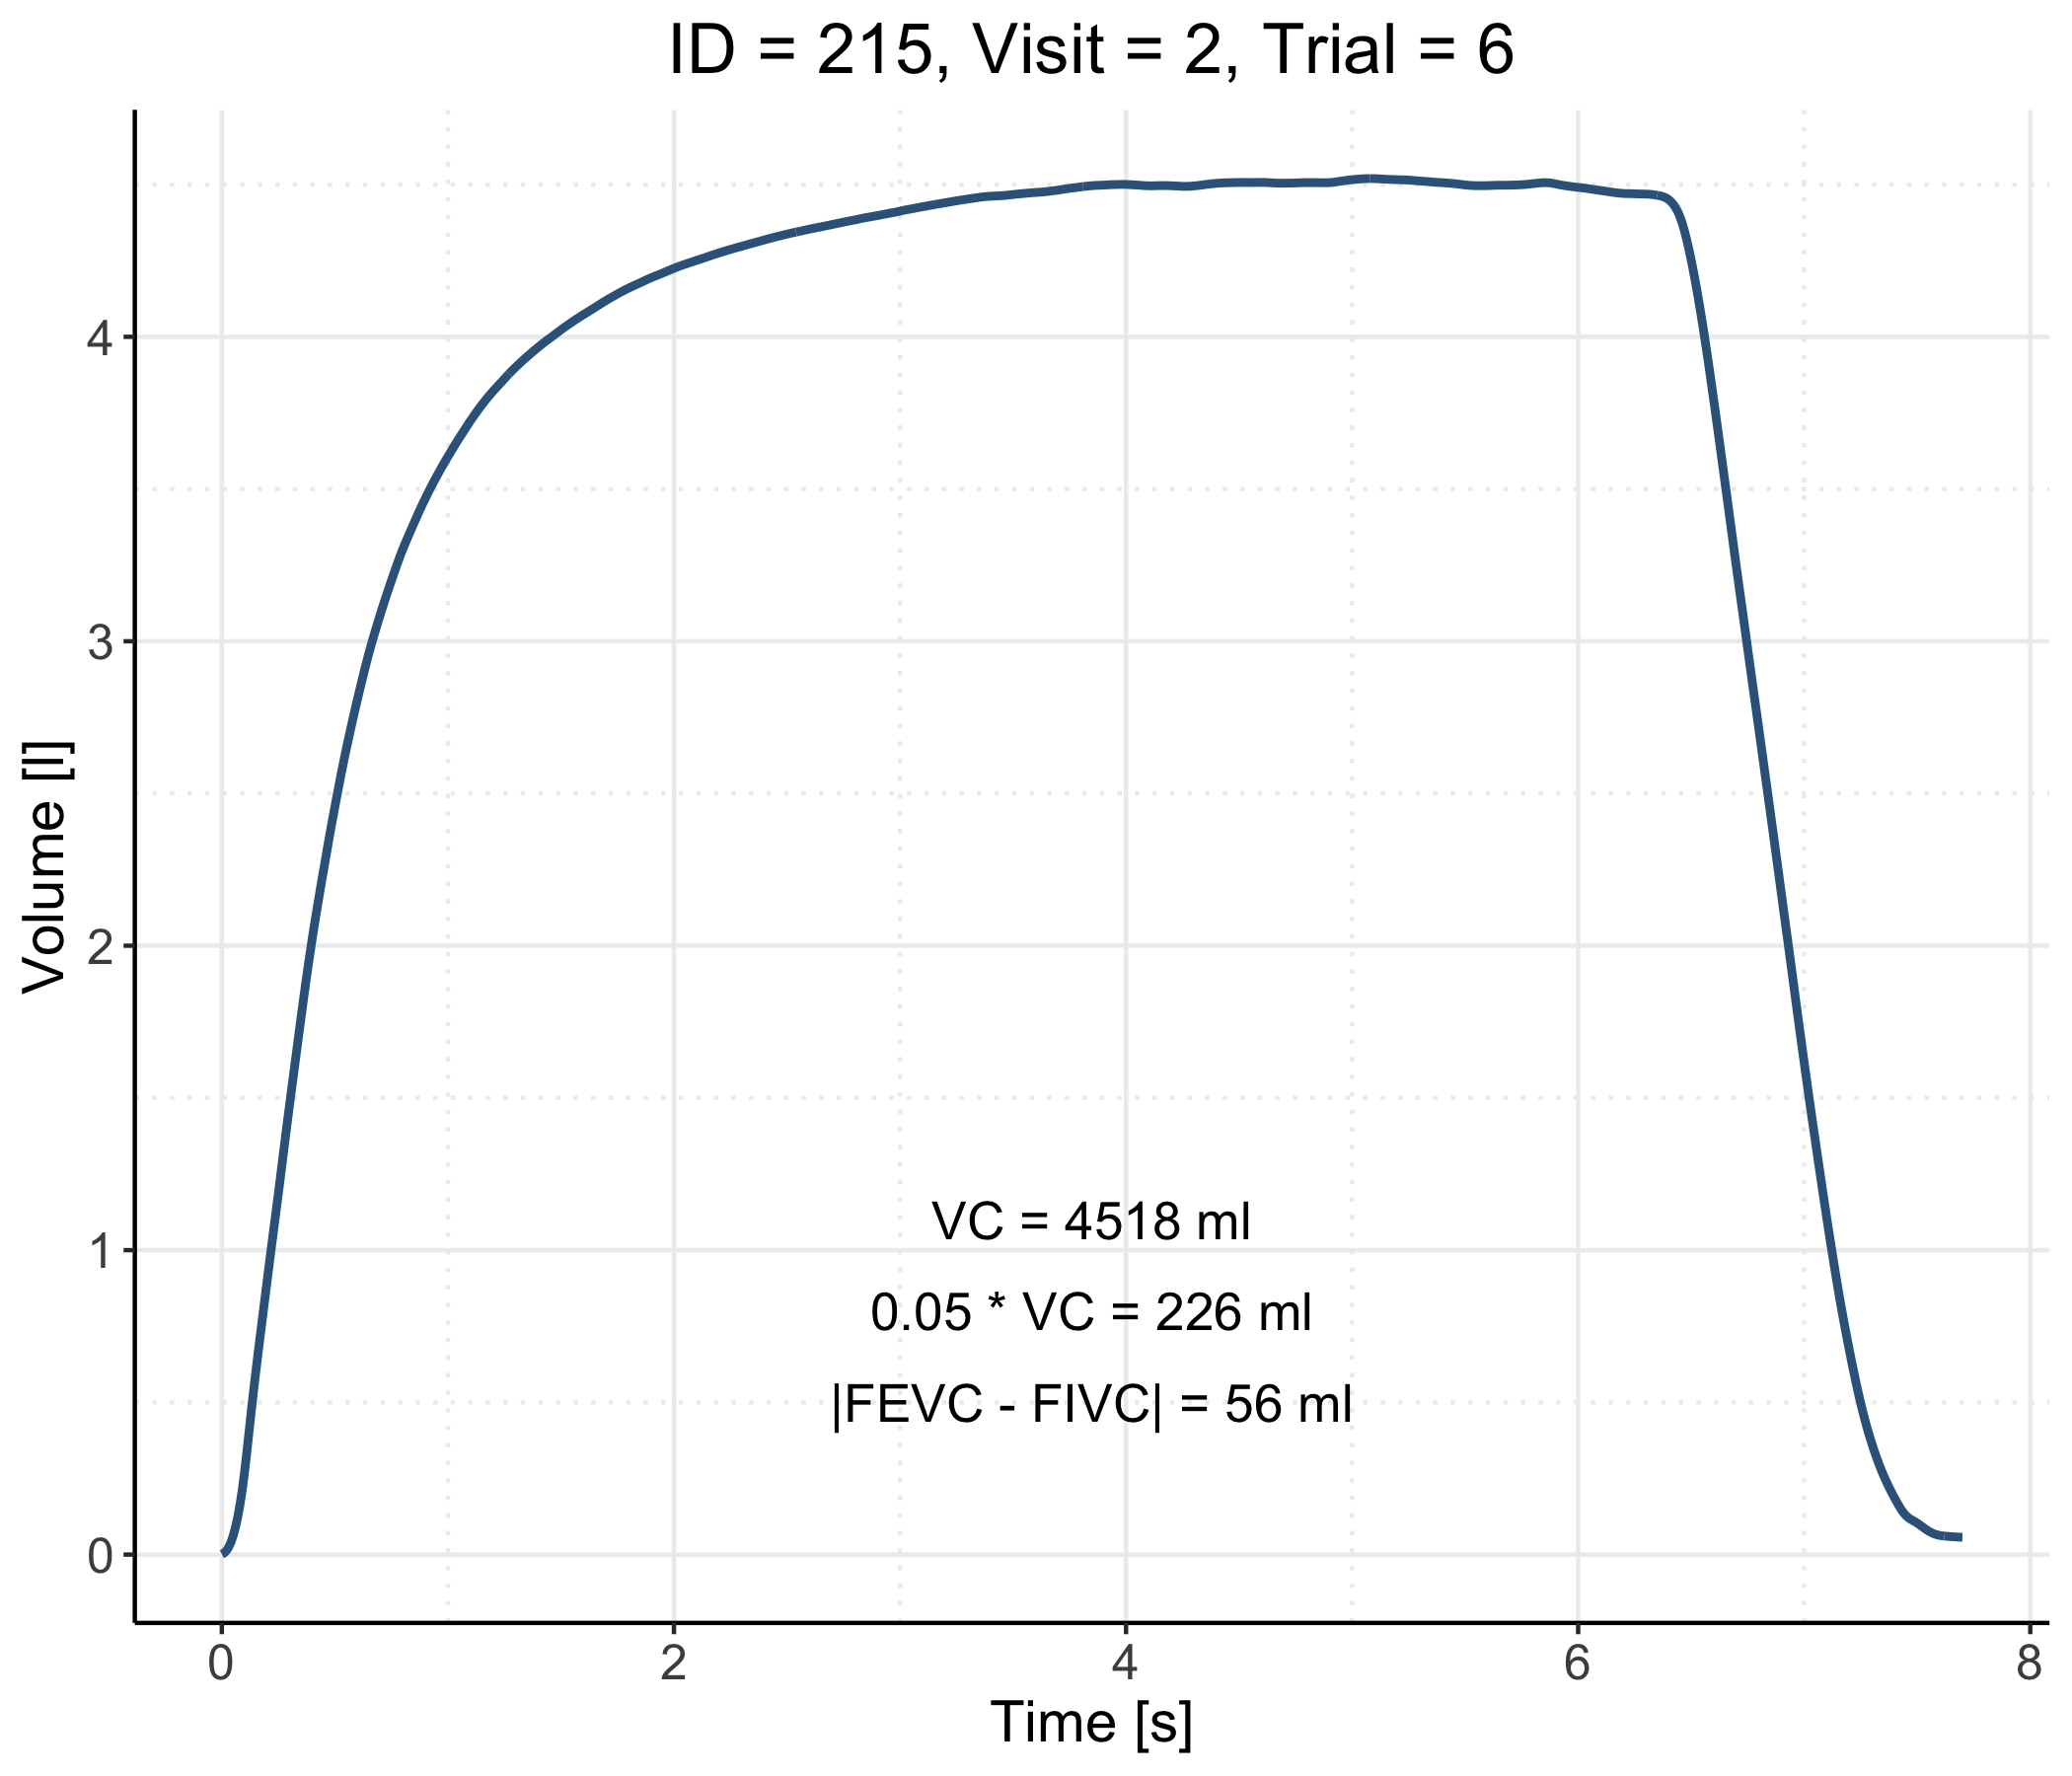 ID = 215, Visit = 2, Trial = 6
Volume [l]
4
3
2
1
0
VC = 4518 ml
0.05 * VC = 226 ml
|FEVC - FIVC| = 56 ml
0 2 4 6 8
Time [s]